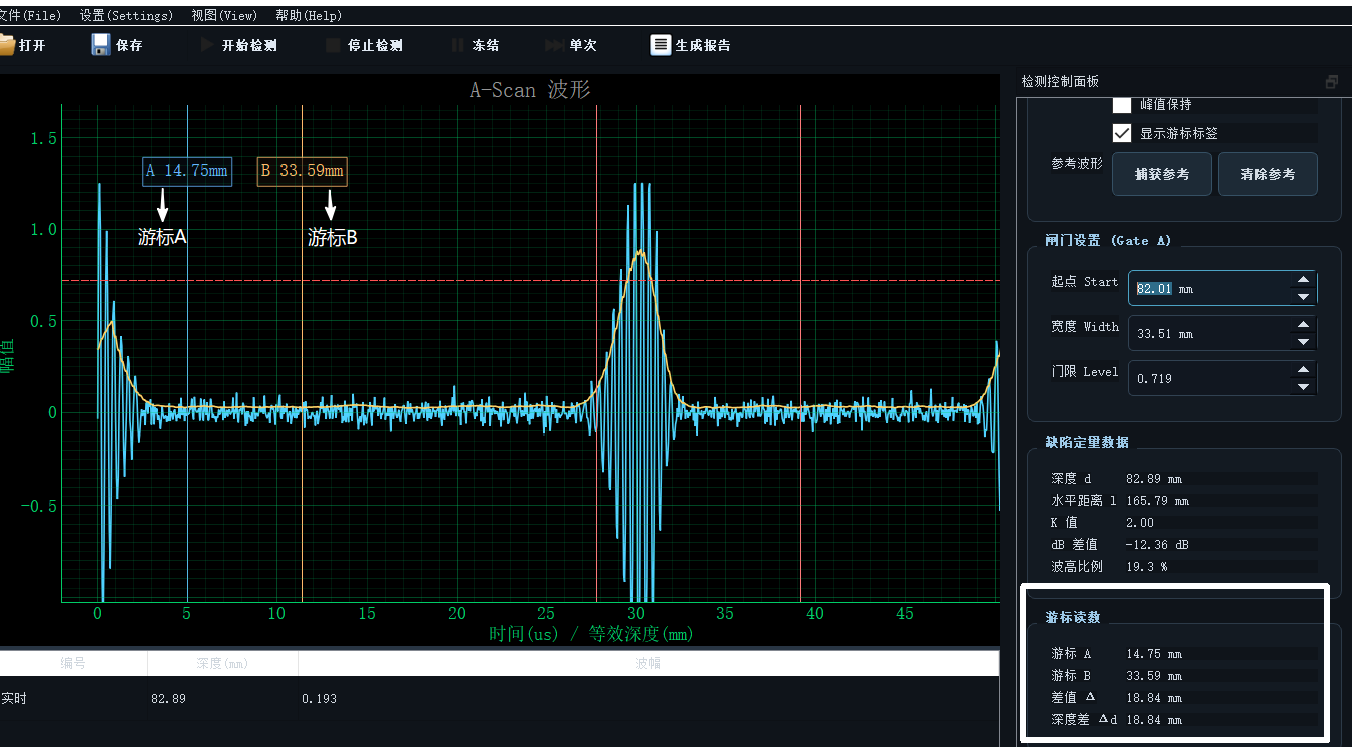 文件(File) 设置(Settings) 视图(View) 帮助(Help)
打开 保存 开始检测 停止检测 冻结 单次 生成报告
A-Scan 波形
A 14.75mm B 33.59mm
游标A 游标B
1.5
1.0
0.5
0
-0.5
幅值
0 5 10 15 20 25 30 35 40 45
时间(us) / 等效深度(mm)
编号 深度(mm) 波幅
实时 82.89 0.193
检测控制面板
峰值保持
显示游标标签
参考波形 捕获参考 清除参考
闸门设置 (Gate A)
起点 Start 82.01 mm
宽度 Width 33.51 mm
门限 Level 0.719
缺陷定量数据
深度 d 82.89 mm
水平距离 l 165.79 mm
K 值 2.00
dB 差值 -12.36 dB
波高比例 19.3 %
游标读数
游标 A 14.75 mm
游标 B 33.59 mm
差值 Δ 18.84 mm
深度差 Δd 18.84 mm